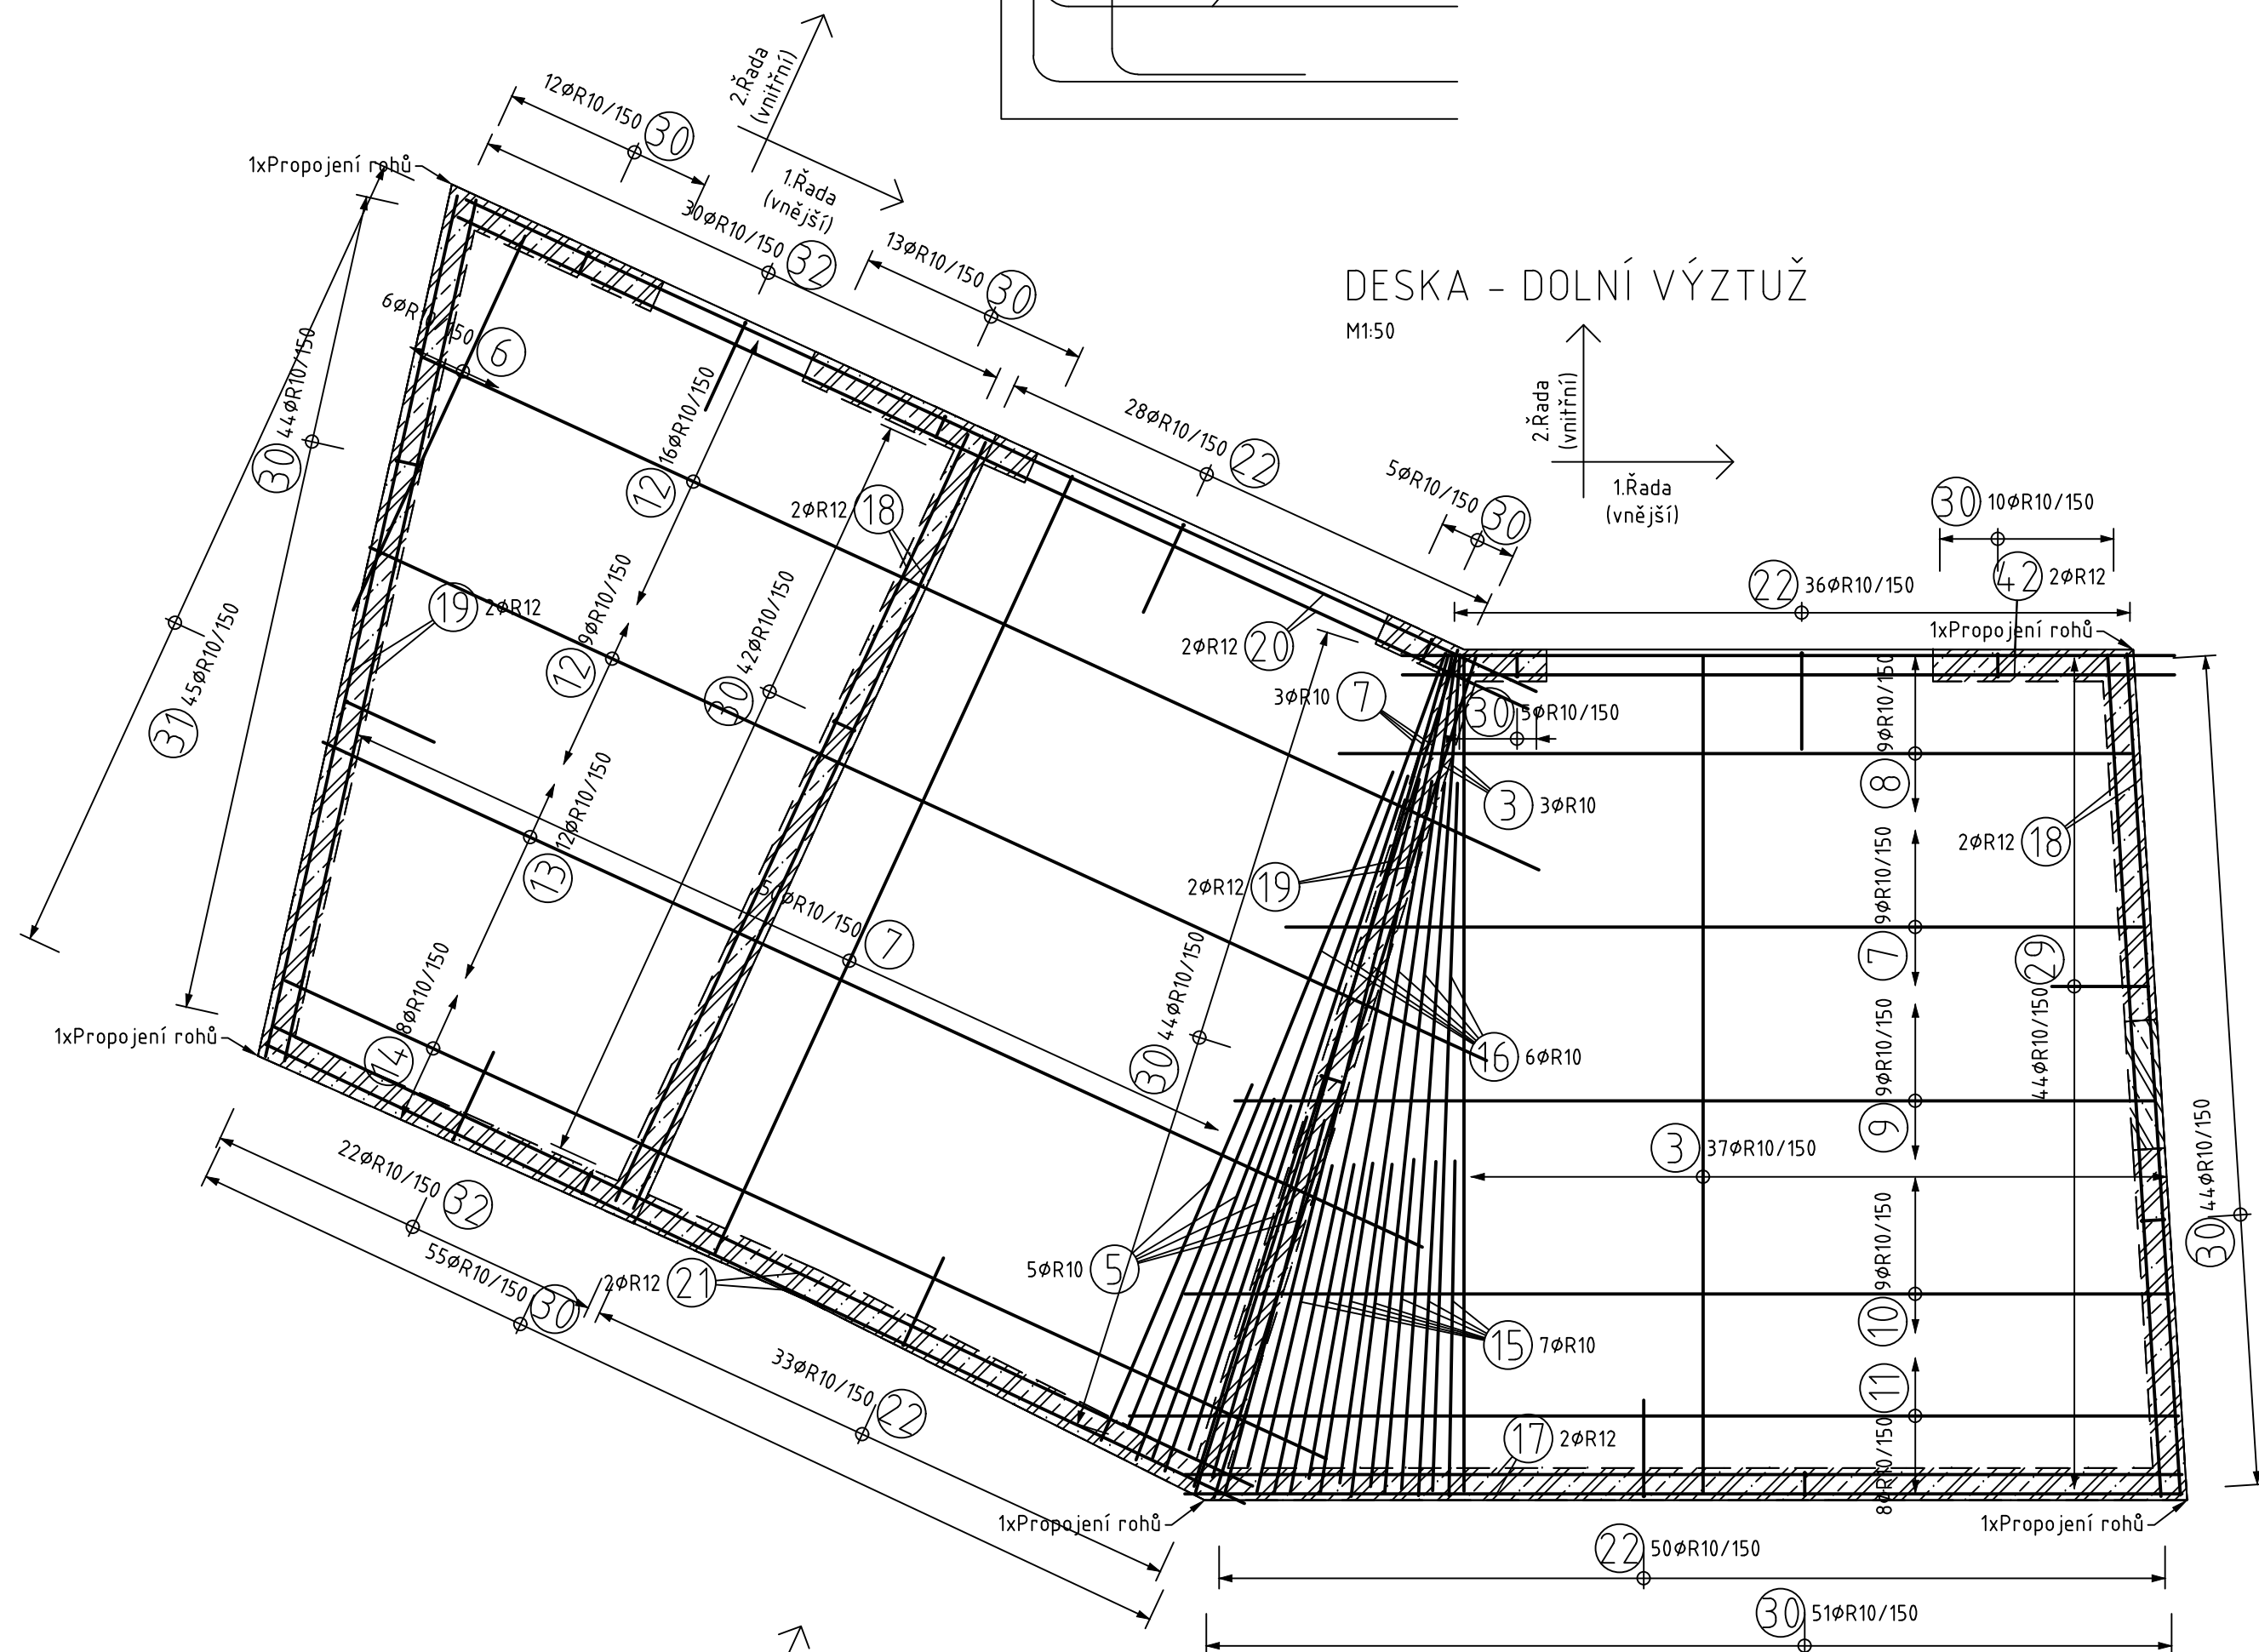 12øR10/150 30
2.Řada
(vnitřní)
1xPropojení rohů
1.Řada
(vnější)
30øR10/150 32
13øR10/150 30
DESKA - DOLNÍ VÝZTUŽ
M1:50
6 6
30 44øR10/150
16øR10/150
12
28øR10/150 22
2.Řada
(vnitřní)
1.Řada
(vnější)
5øR10/150 30
30 10øR10/150
2øR12 18
42 2øR12
22 36øR10/150
1xPropojení rohů
19 2øR12
12 9øR10/150
30 42øR10/150
2øR12 20
31 45øR10/150
3øR10 7
30 5øR10/150
8 9øR10/150
3 3øR10
2øR12 18
13 12øR10/150
2øR12 19
7 9øR10/150
øR10/150 7
29
44øR10/150
14 8øR10/150
1xPropojení rohů
30 44øR10/150
16 6øR10
9 9øR10/150
3 37øR10/150
30 44øR10/150
22øR10/150 32
55øR10/150 30
2øR12 21
5øR10 5
10 9øR10/150
15 7øR10
33øR10/150 22
11
8øR10/150
17 2øR12
1xPropojení rohů
1xPropojení rohů
22 50øR10/150
30 51øR10/150